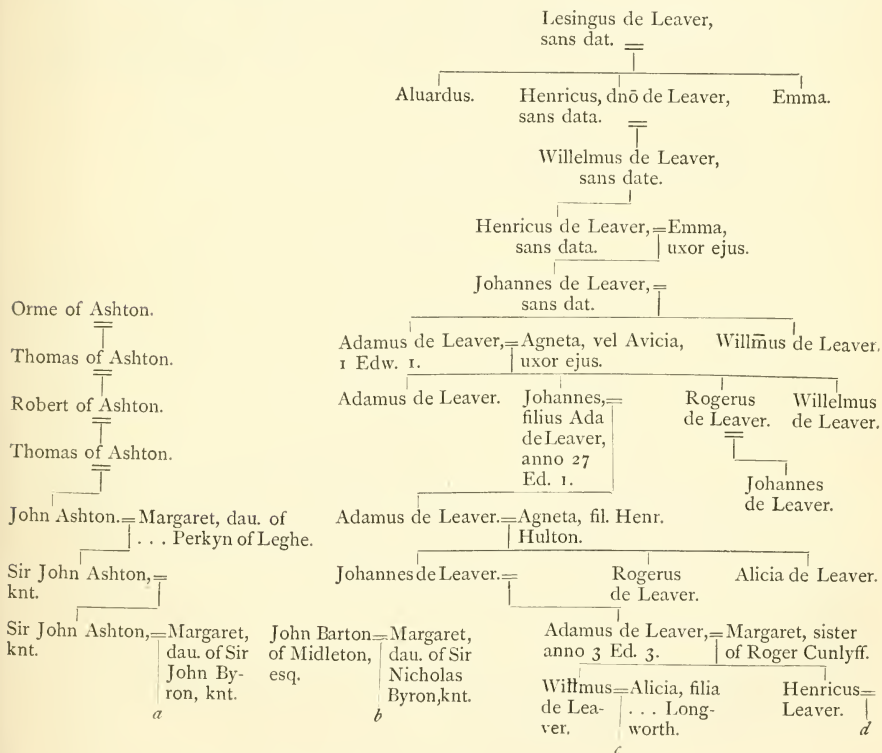 Lesingus de Leaver,
sans dat.
Aluardus.
Henricus, dnō de Leaver,
sans data.
Emma.
Willelmus de Leaver,
sans date.
Henricus de Leaver,=Emma,
sans data. uxor ejus.
Johannes de Leaver,=
sans dat.
Orme of Ashton.
Thomas of Ashton.
Robert of Ashton.
Thomas of Ashton.
Adamus de Leaver,=Agneta, vel Avicia,
1 Edw. 1. uxor ejus.
Willm̄us de Leaver.
Adamus de Leaver.
Johannes,=
filius Ada
de Leaver,
anno 27
Ed. 1.
Rogerus
de Leaver.
Willelmus
de Leaver.
Johannes
de Leaver.
John Ashton.=Margaret, dau. of
. . . Perkyn of Leghe.
Adamus de Leaver.=Agneta, fil. Henr.
Hulton.
Sir John Ashton,=
knt.
Johannes de Leaver.=
Rogerus
de Leaver.
Alicia de Leaver.
Sir John Ashton,=Margaret,
knt. dau. of Sir
John By-
ron, knt.
a
John Barton=Margaret,
of Midleton, dau. of Sir
esq. Nicholas
Byron, knt.
b
Adamus de Leaver,=Margaret, sister
anno 3 Ed. 3. of Roger Cunlyff.
Willmus=Alicia, filia
de Lea- . . . Long-
ver. worth.
c
Henricus=
Leaver.
d